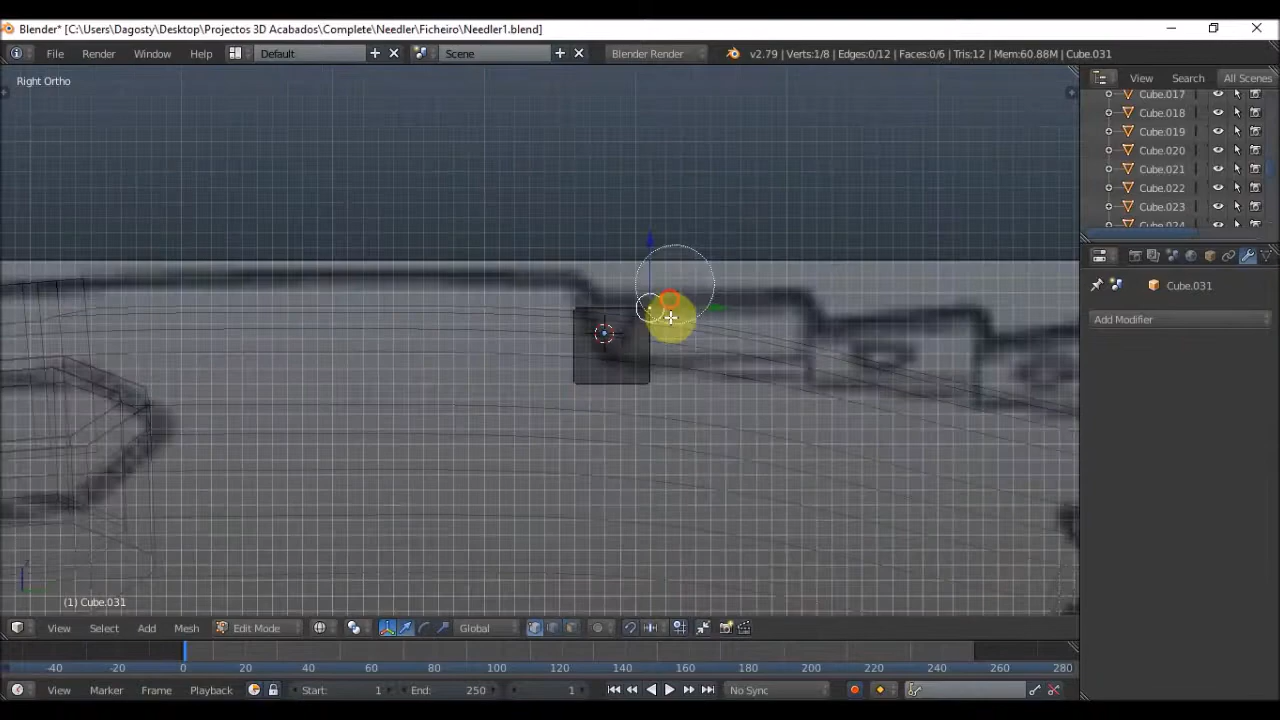 Blender* [C:\Users\Dagosty\Desktop\Projectos 3D Acabados\Complete\Needler\Ficheiro\Needler1.blend]
File Render Window Help Default Scene Blender Render v2.79 | Verts:1/8 | Edges:0/12 | Faces:0/6 | Tris:12 | Mem:60.88M | Cube.031
Right Ortho
View Search All Scenes
Cube.017
Cube.018
Cube.019
Cube.020
Cube.021
Cube.022
Cube.023
Cube.024
Cube.031
Add Modifier
(1) Cube.031
View Select Add Mesh Edit Mode Global
-40 -20 0 20 40 60 80 100 120 140 160 180 200 220 240 260 280
View Marker Frame Playback Start: 1 End: 250 1 No Sync